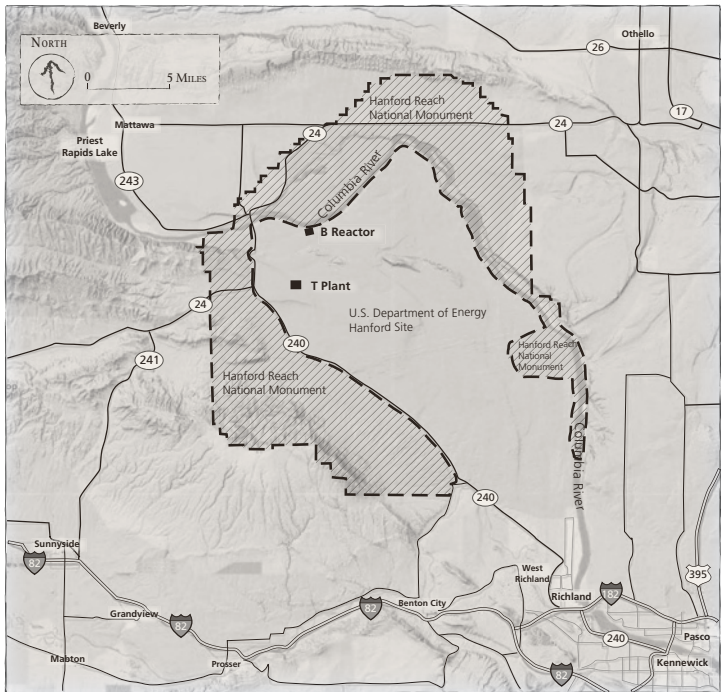 Beverly
NORTH
0 5 MILES
Othello
26
17
Hanford Reach
National Monument
Mattawa
24
24
Priest
Rapids Lake
243
Columbia River
B Reactor
T Plant
24
U.S. Department of Energy
Hanford Site
240
241
Hanford Reach
National
Monument
Hanford Reach
National Monument
Columbia River
240
Sunnyside
82
West
Richland
395
Richland
182
Grandview
82
82
Benton City
240
Pasco
Mabton
Prosser
82
Kennewick